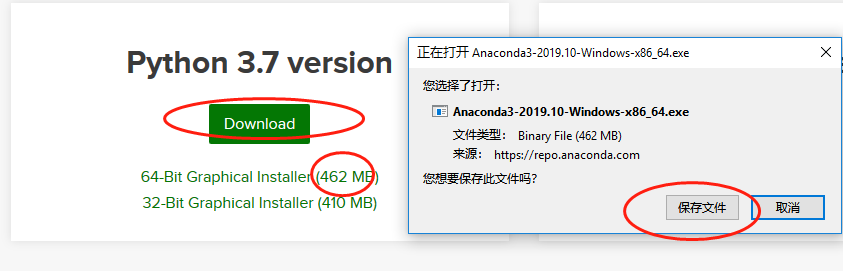 Python 3.7 version
Download
64-Bit Graphical Installer (462 MB)
32-Bit Graphical Installer (410 MB)
正在打开 Anaconda3-2019.10-Windows-x86_64.exe
您选择了打开：
Anaconda3-2019.10-Windows-x86_64.exe
文件类型： Binary File (462 MB)
来源： https://repo.anaconda.com
您想要保存此文件吗？
保存文件 取消